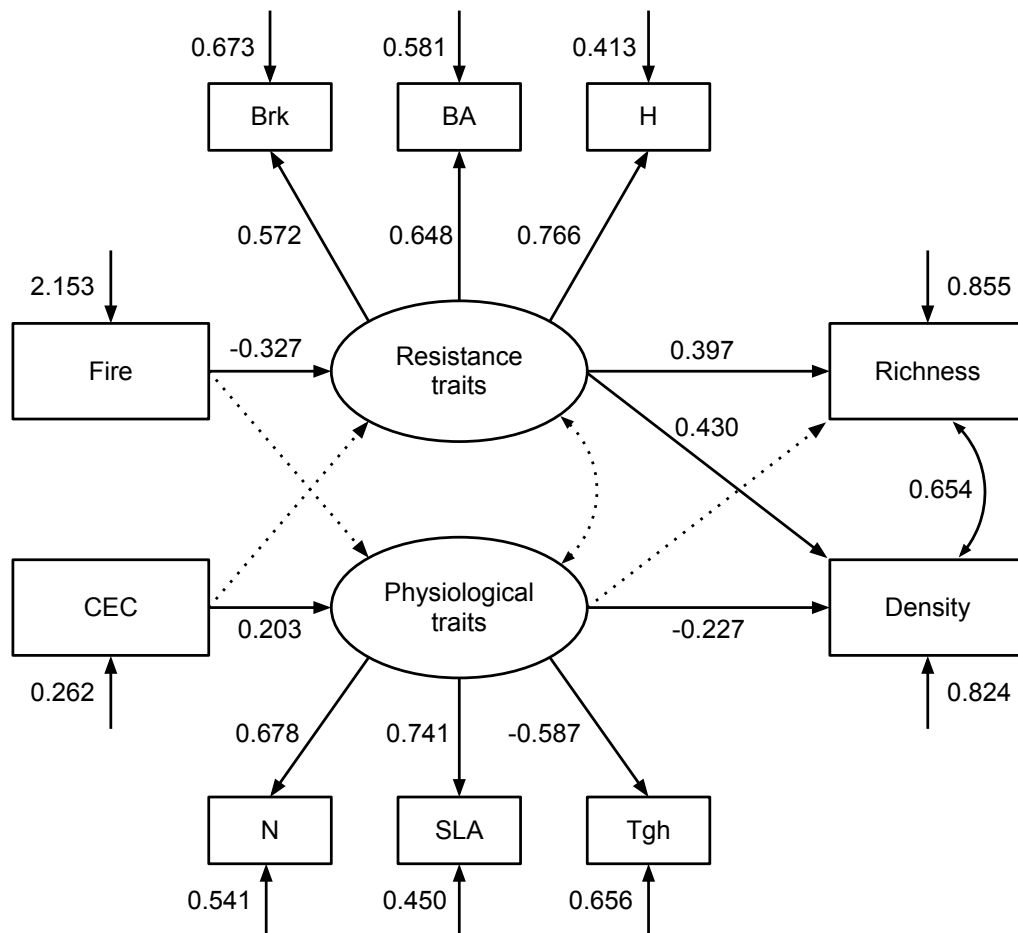 0.673
0.581
0.413
Brk
BA
H
0.572
0.648
0.766
2.153
0.855
Fire
-0.327
Resistance
traits
0.397
Richness
0.430
0.654
CEC
0.203
Physiological
traits
-0.227
Density
0.262
0.824
0.678
0.741
-0.587
N
SLA
Tgh
0.541
0.450
0.656